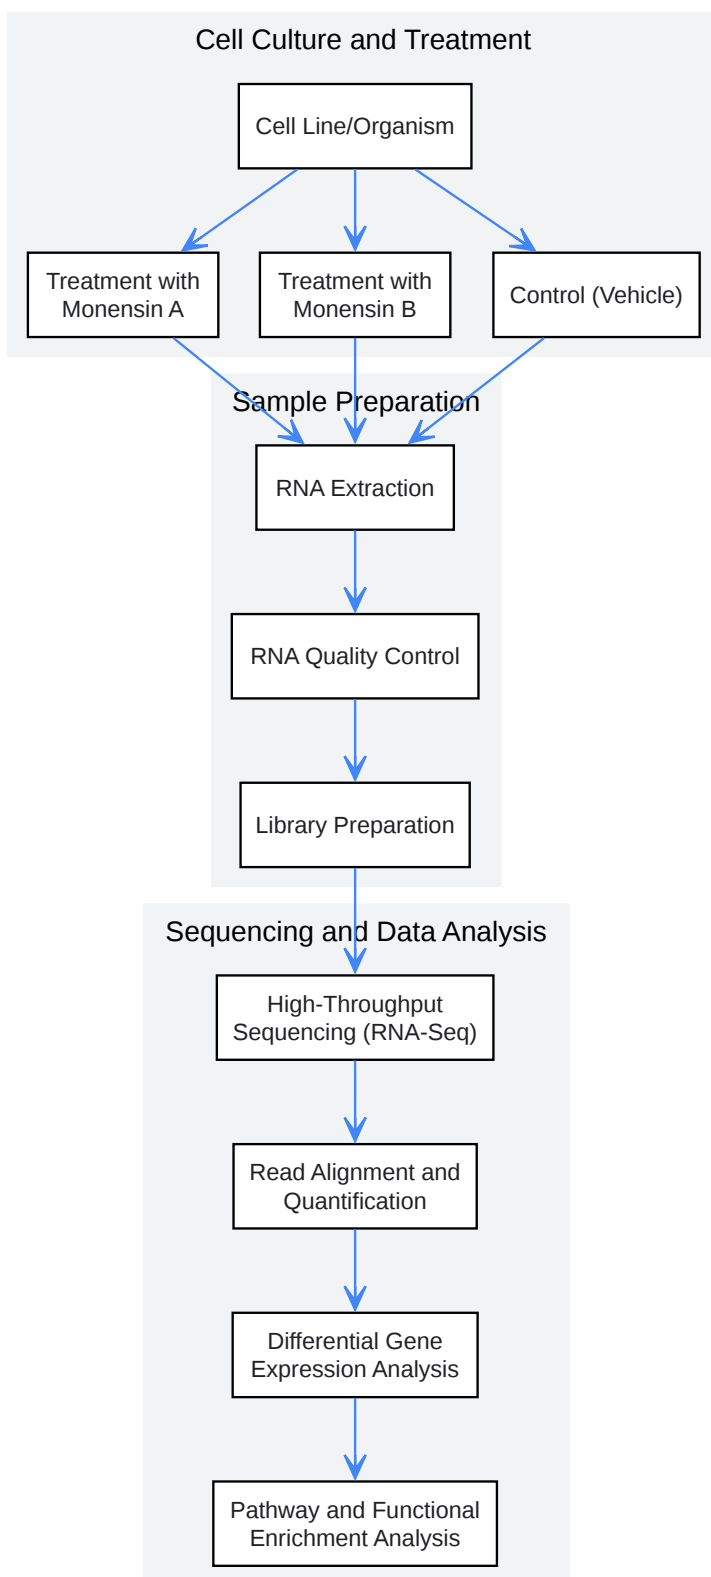 Cell Culture and Treatment
Cell Line/Organism
Treatment with
Monensin A
Treatment with
Monensin B
Control (Vehicle)
Sample Preparation
RNA Extraction
RNA Quality Control
Library Preparation
Sequencing and Data Analysis
High-Throughput
Sequencing (RNA-Seq)
Read Alignment and
Quantification
Differential Gene
Expression Analysis
Pathway and Functional
Enrichment Analysis